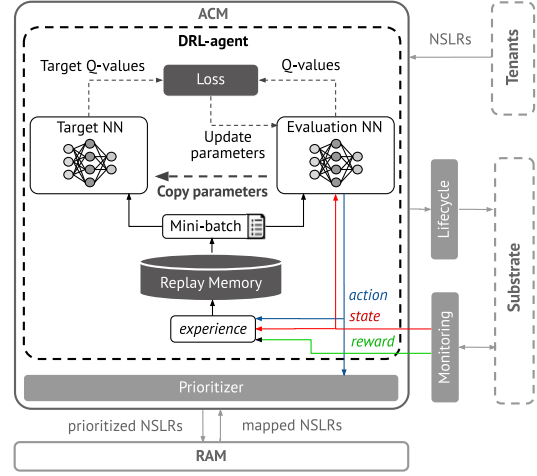 ACM
DRL-agent
NSLRs
Tenants
Target Q-values
Loss
Q-values
Target NN
Evaluation NN
Update
parameters
Copy parameters
Mini-batch
Lifecycle
Substrate
Replay Memory
action
state
reward
experience
Monitoring
Prioritizer
prioritized NSLRs
mapped NSLRs
RAM